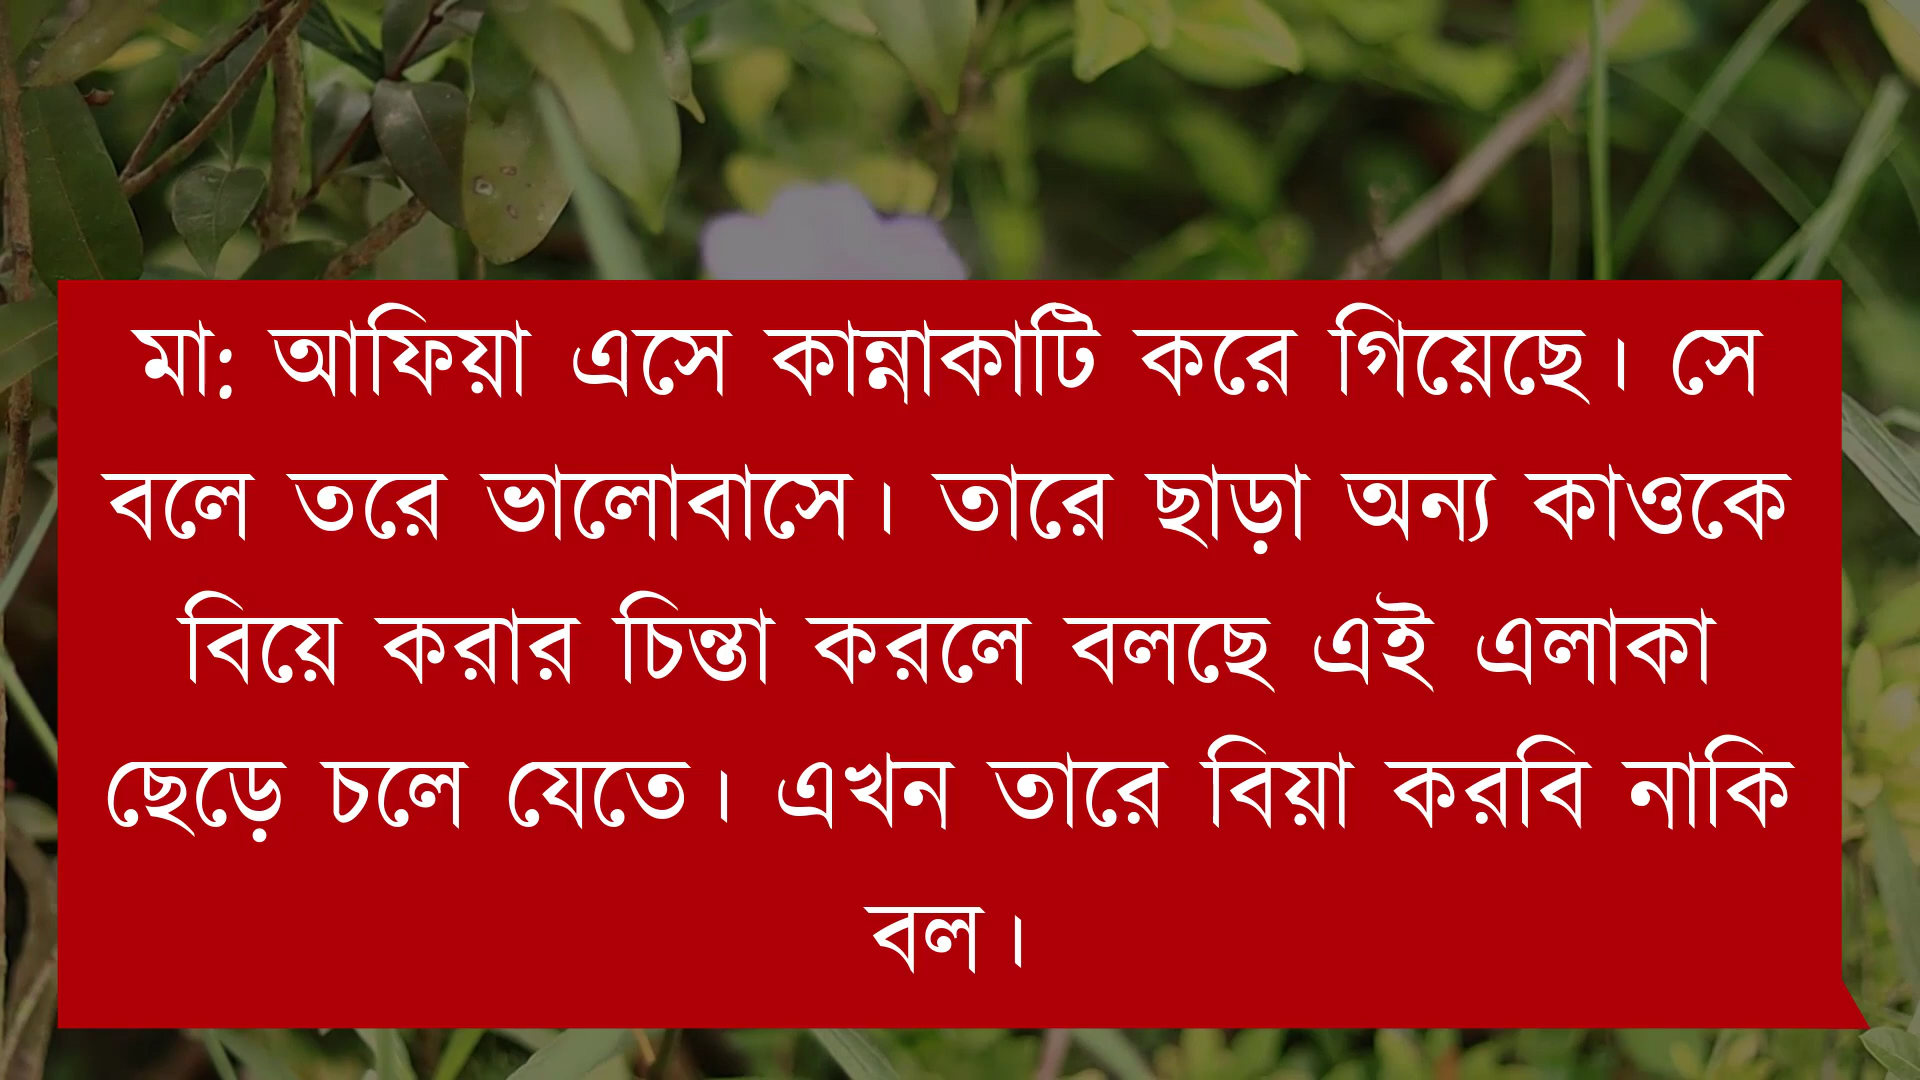 মা: আফিয়া এসে কান্নাকাটি করে গিয়েছে। সে
বলে তরে ভালোবাসে। তারে ছাড়া অন্য কাওকে
বিয়ে করার চিন্তা করলে বলছে এই এলাকা
ছেড়ে চলে যেতে। এখন তারে বিয়া করবি নাকি
বল।